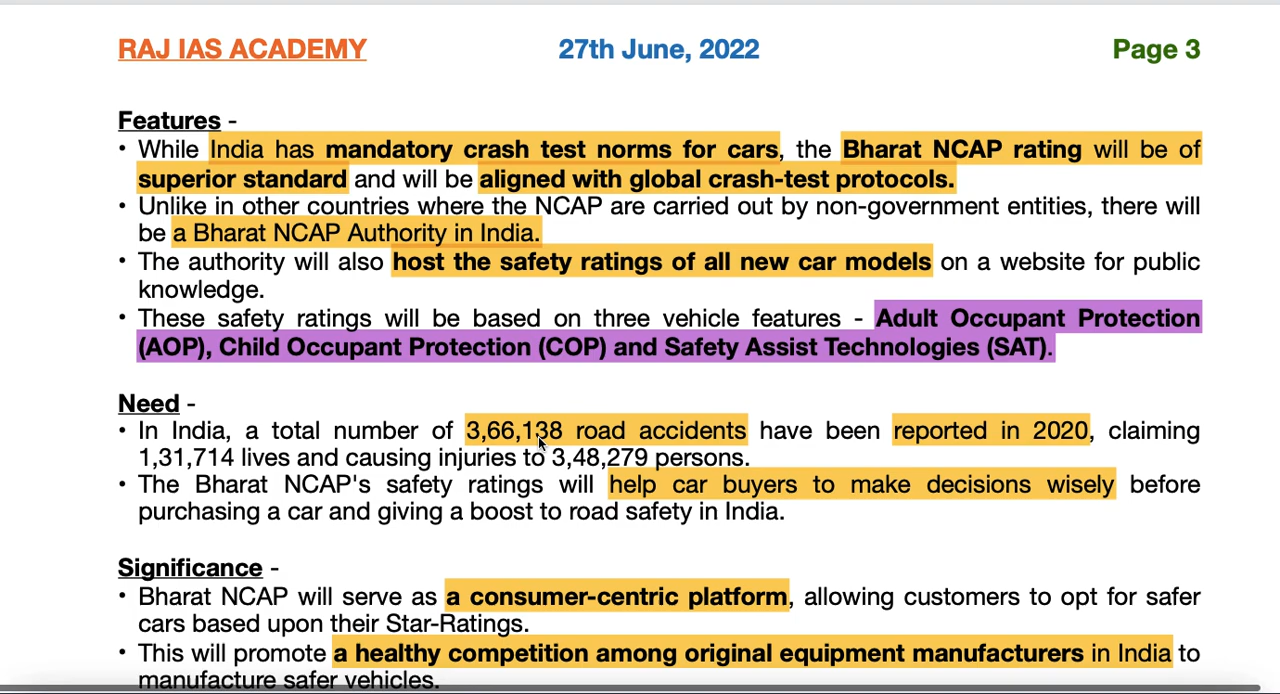 RAJ IAS ACADEMY 27th June, 2022 Page 3
Features -
• While India has mandatory crash test norms for cars, the Bharat NCAP rating will be of
superior standard and will be aligned with global crash-test protocols.
• Unlike in other countries where the NCAP are carried out by non-government entities, there will
be a Bharat NCAP Authority in India.
• The authority will also host the safety ratings of all new car models on a website for public
knowledge.
• These safety ratings will be based on three vehicle features - Adult Occupant Protection
(AOP), Child Occupant Protection (COP) and Safety Assist Technologies (SAT).
Need -
• In India, a total number of 3,66,138 road accidents have been reported in 2020, claiming
1,31,714 lives and causing injuries to 3,48,279 persons.
• The Bharat NCAP's safety ratings will help car buyers to make decisions wisely before
purchasing a car and giving a boost to road safety in India.
Significance -
• Bharat NCAP will serve as a consumer-centric platform, allowing customers to opt for safer
cars based upon their Star-Ratings.
• This will promote a healthy competition among original equipment manufacturers in India to
manufacture safer vehicles.